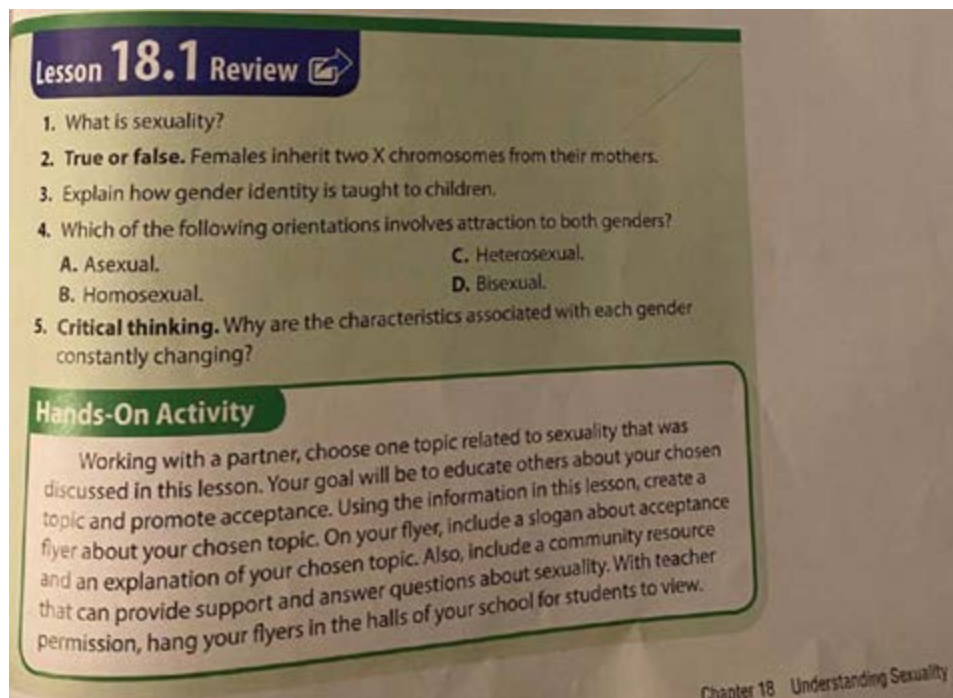 Lesson 18.1 Review
1. What is sexuality?
2. True or false. Females inherit two X chromosomes from their mothers.
3. Explain how gender identity is taught to children.
4. Which of the following orientations involves attraction to both genders?
A. Asexual.
B. Homosexual.
C. Heterosexual.
D. Bisexual.
5. Critical thinking. Why are the characteristics associated with each gender
constantly changing?
Hands-On Activity
Working with a partner, choose one topic related to sexuality that was
discussed in this lesson. Your goal will be to educate others about your chosen
topic and promote acceptance. Using the information in this lesson, create a
flyer about your chosen topic. On your flyer, include a slogan about acceptance
and an explanation of your chosen topic. Also, include a community resource
that can provide support and answer questions about sexuality. With teacher
permission, hang your flyers in the halls of your school for students to view.
Chapter 18 Understanding Sexuality